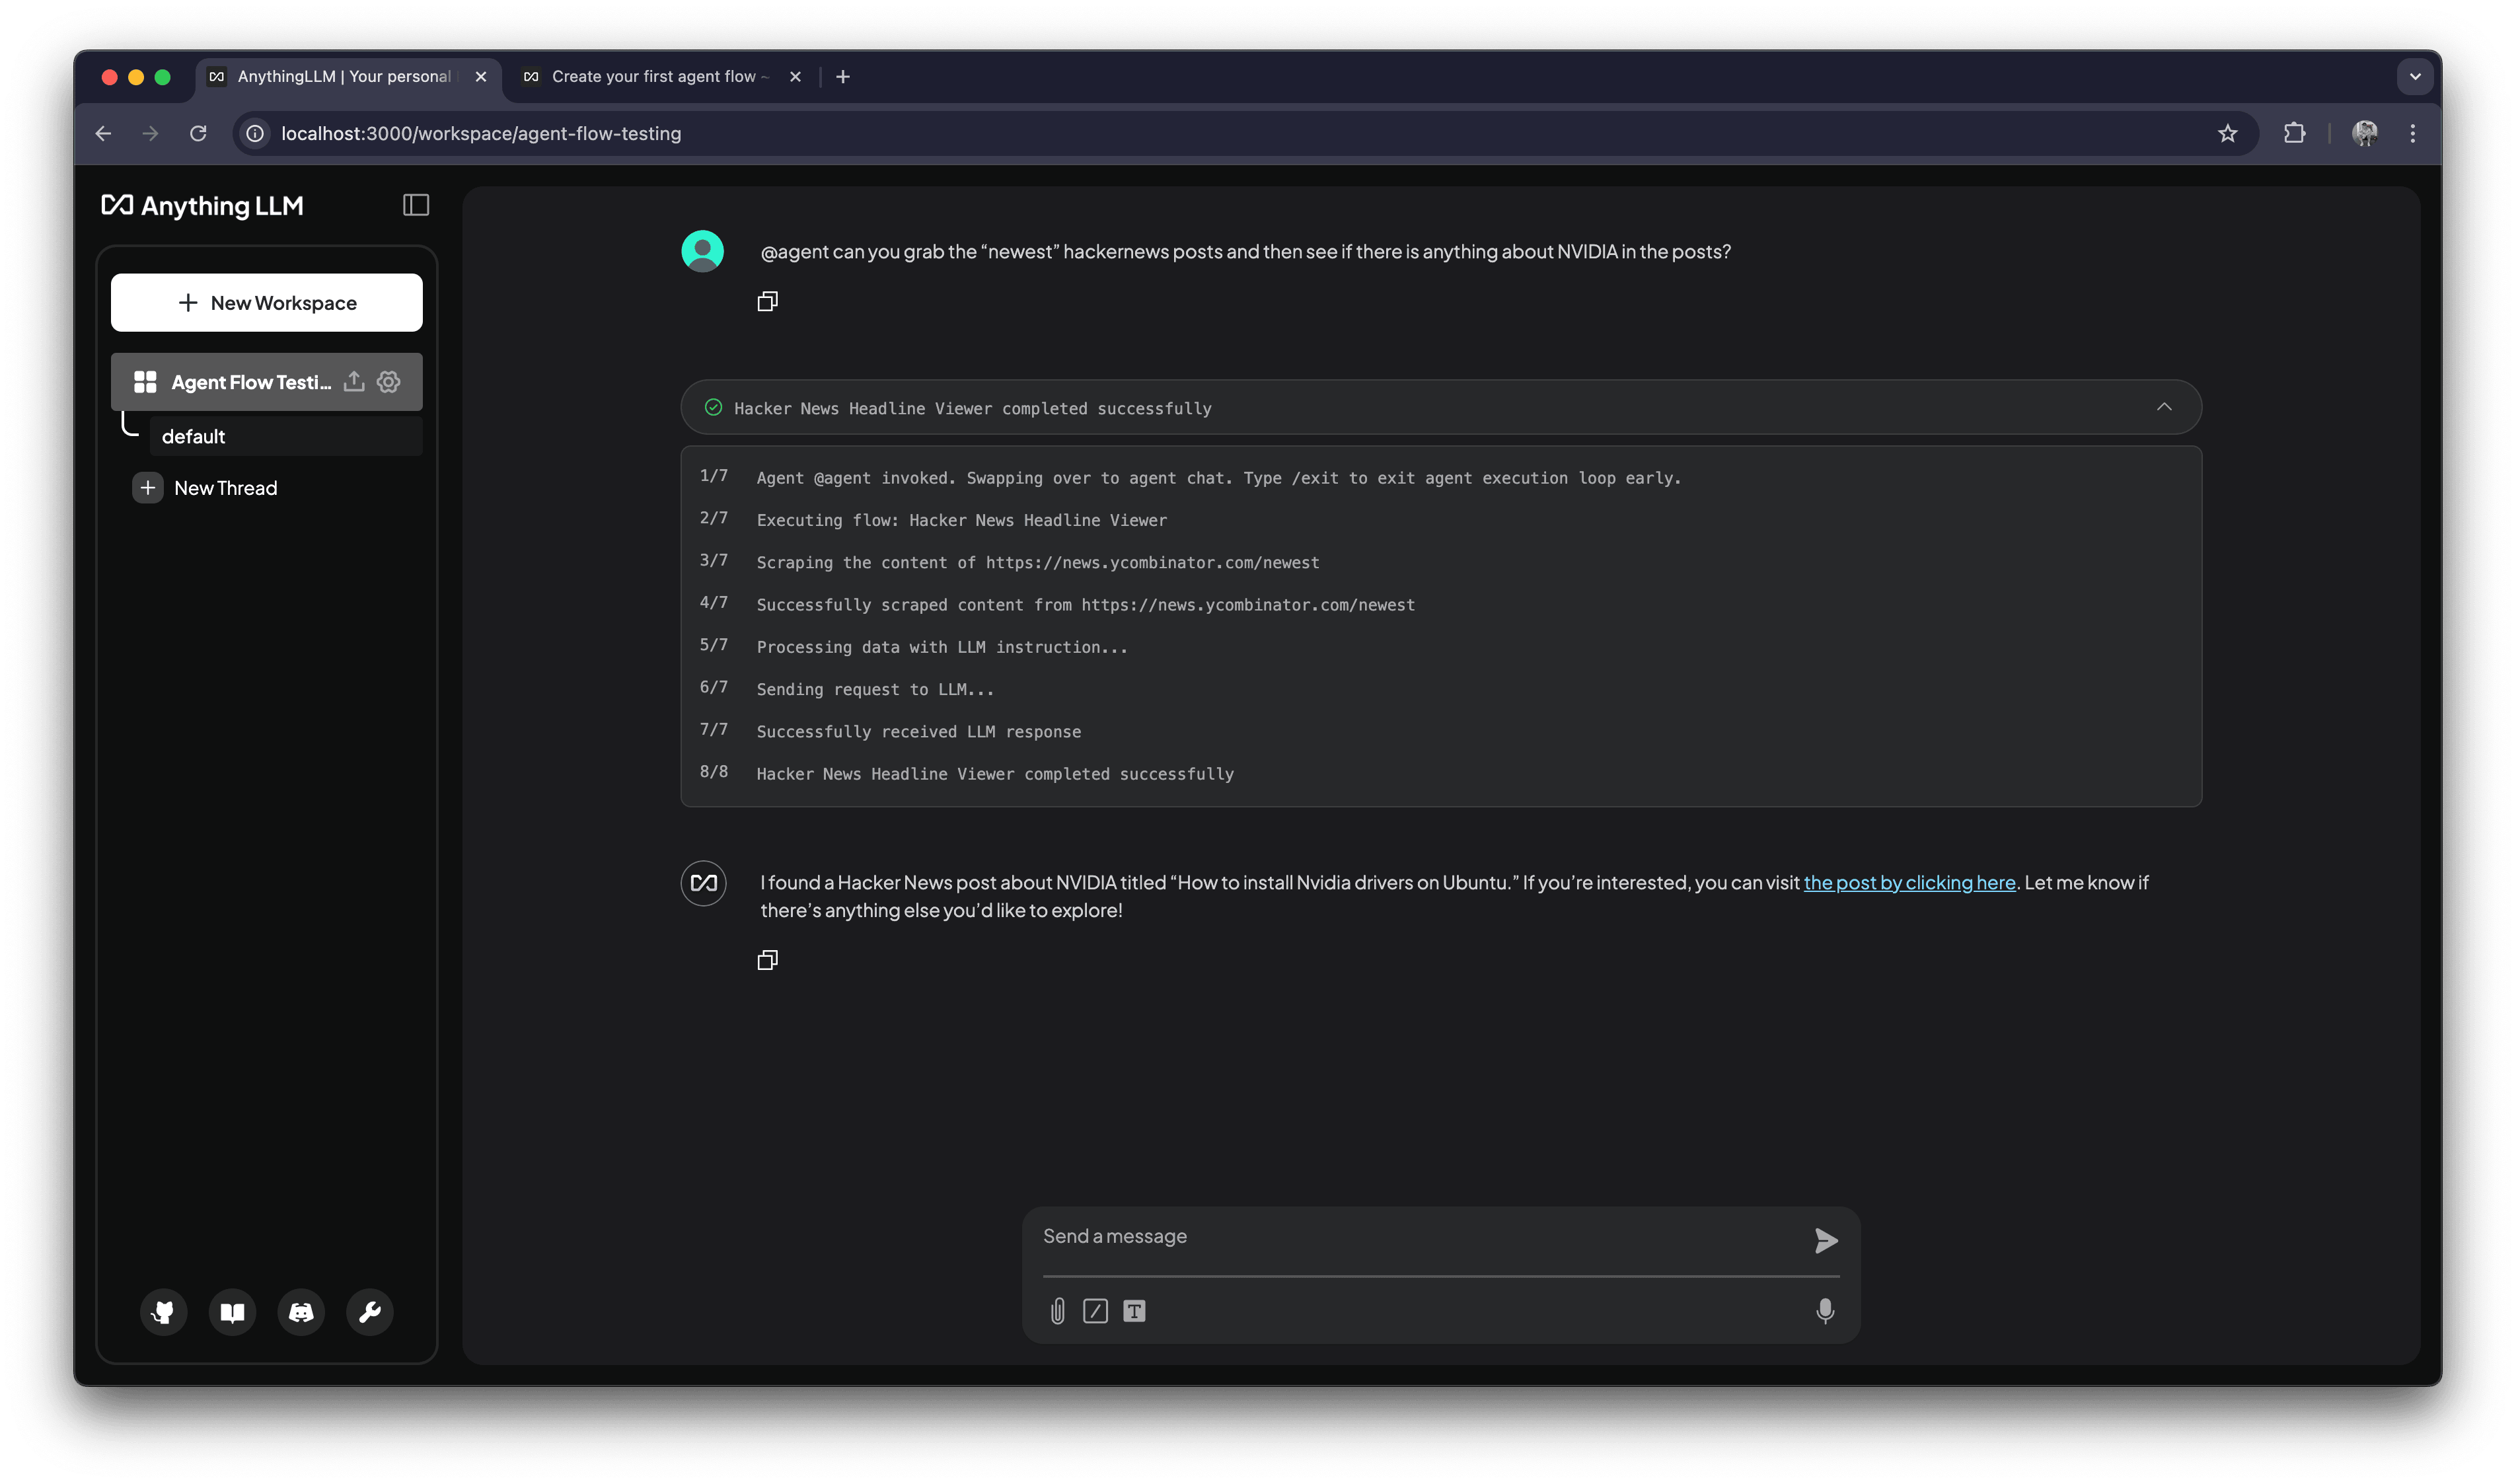 AnythingLLM | Your personal
Create your first agent flow ~
localhost:3000/workspace/agent-flow-testing
Anything LLM
New Workspace
Agent Flow Testi...
default
New Thread
@agent can you grab the “newest” hackernews posts and then see if there is anything about NVIDIA in the posts?
Hacker News Headline Viewer completed successfully
1/7 Agent @agent invoked. Swapping over to agent chat. Type /exit to exit agent execution loop early.
2/7 Executing flow: Hacker News Headline Viewer
3/7 Scraping the content of https://news.ycombinator.com/newest
4/7 Successfully scraped content from https://news.ycombinator.com/newest
5/7 Processing data with LLM instruction...
6/7 Sending request to LLM...
7/7 Successfully received LLM response
8/8 Hacker News Headline Viewer completed successfully
I found a Hacker News post about NVIDIA titled “How to install Nvidia drivers on Ubuntu.” If you’re interested, you can visit the post by clicking here. Let me know if
there’s anything else you’d like to explore!
Send a message